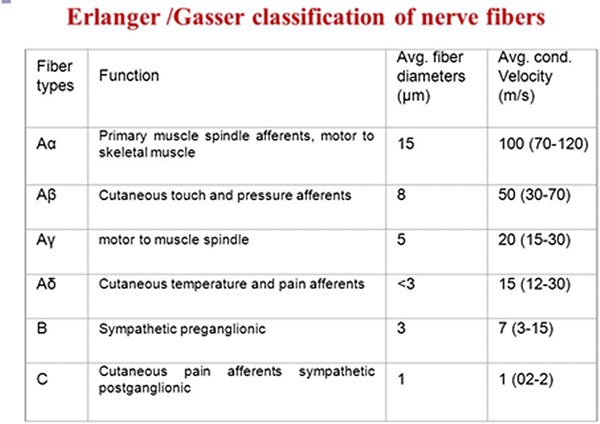 Erlanger /Gasser classification of nerve fibers
Fiber types Function Avg. fiber diameters (µm) Avg. cond. Velocity (m/s)
Aα Primary muscle spindle afferents, motor to skeletal muscle 15 100 (70-120)
Aβ Cutaneous touch and pressure afferents 8 50 (30-70)
Aγ motor to muscle spindle 5 20 (15-30)
Aδ Cutaneous temperature and pain afferents <3 15 (12-30)
B Sympathetic preganglionic 3 7 (3-15)
C Cutaneous pain afferents sympathetic postganglionic 1 1 (02-2)